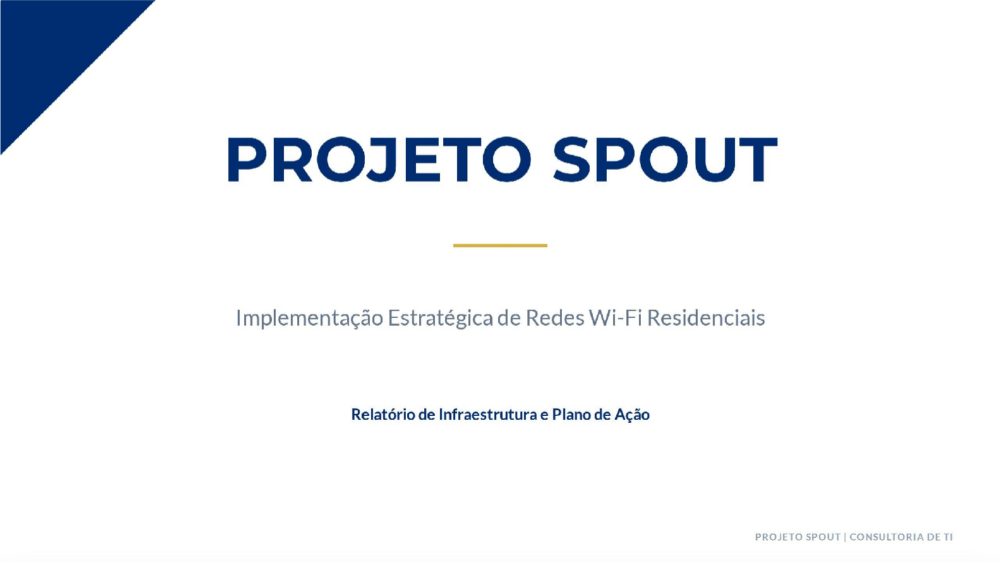 PROJETO SPOUT
Implementação Estratégica de Redes Wi-Fi Residenciais
Relatório de Infraestrutura e Plano de Ação
PROJETO SPOUT | CONSULTORIA DE TI